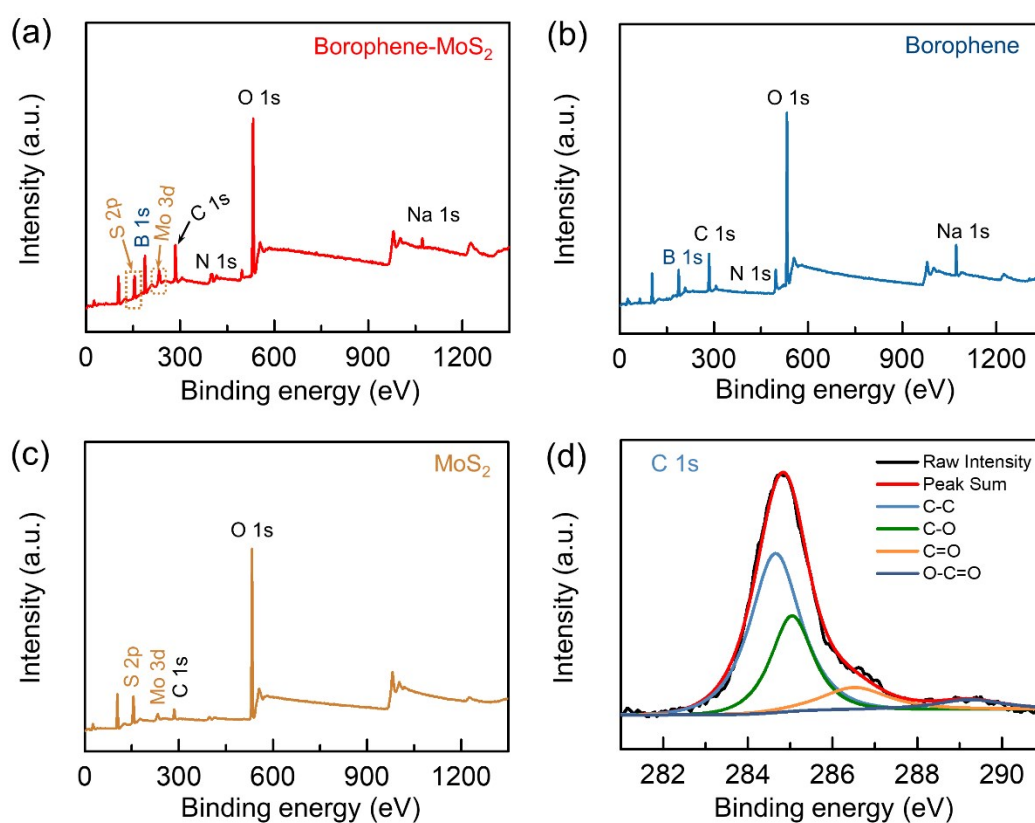 (a)
Borophene-MoS₂
Intensity (a.u.)
S 2p
B 1s
Mo 3d
C 1s
N 1s
O 1s
Na 1s
0 300 600 900 1200
Binding energy (eV)
(b)
Borophene
Intensity (a.u.)
B 1s
C 1s
N 1s
O 1s
Na 1s
0 300 600 900 1200
Binding energy (eV)
(c)
MoS₂
Intensity (a.u.)
S 2p
Mo 3d
C 1s
O 1s
0 300 600 900 1200
Binding energy (eV)
(d)
C 1s
Raw Intensity
Peak Sum
C-C
C-O
C=O
O-C=O
Intensity (a.u.)
282 284 286 288 290
Binding energy (eV)